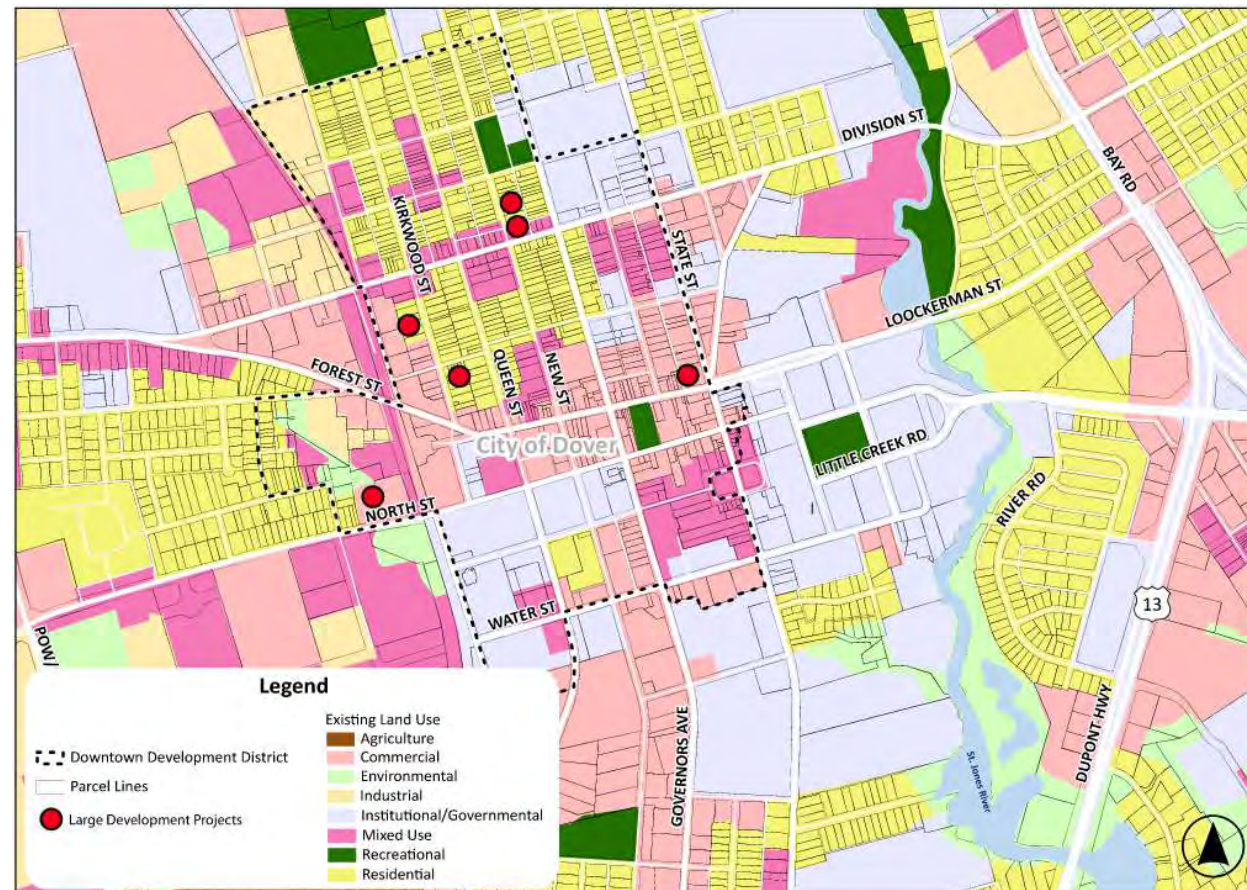 DIVISION ST
BAY RD
KIRKWOOD ST
STATE ST
LOOCKERMAN ST
FOREST ST
QUEEN ST
NEW ST
City of Dover
LITTLE CREEK RD
RIVER RD
NORTH ST
WATER ST
13
POW/
GOVERNORS AVE
DUPONT HWY
St. Jones River
Legend
Downtown Development District
Parcel Lines
Large Development Projects
Existing Land Use
Agriculture
Commercial
Environmental
Industrial
Institutional/Governmental
Mixed Use
Recreational
Residential